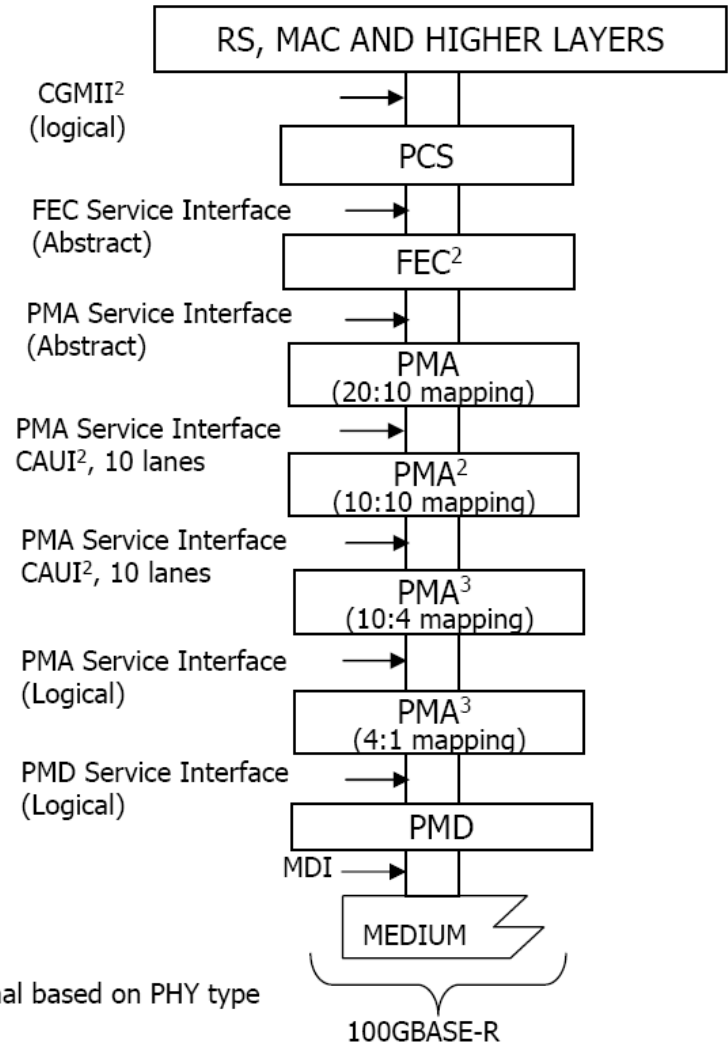 RS, MAC AND HIGHER LAYERS
CGMII²
(logical)
PCS
FEC Service Interface
(Abstract)
FEC²
PMA Service Interface
(Abstract)
PMA
(20:10 mapping)
PMA Service Interface
CAUI², 10 lanes
PMA²
(10:10 mapping)
PMA Service Interface
CAUI², 10 lanes
PMA³
(10:4 mapping)
PMA Service Interface
(Logical)
PMA³
(4:1 mapping)
PMD Service Interface
(Logical)
PMD
MDI
MEDIUM
based on PHY type
100GBASE-R